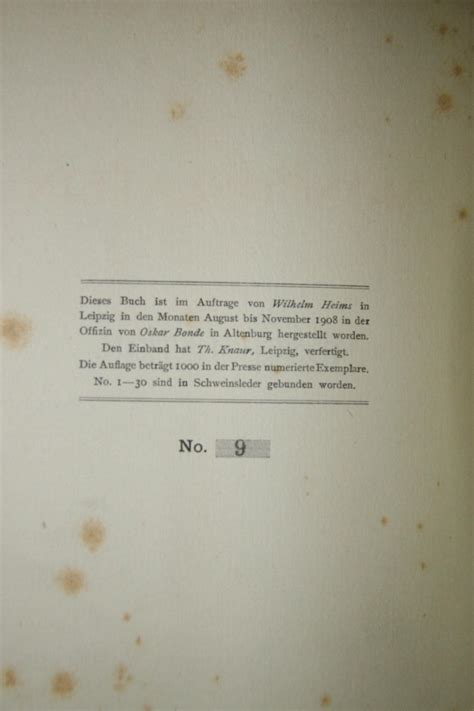 Dieses Buch ist im Auftrage von Wilhelm Heims in
Leipzig in den Monaten August bis November 1908 in der
Offizin von Oskar Bonde in Altenburg hergestellt worden.
Den Einband hat Th. Knaur, Leipzig, verfertigt.
Die Auflage beträgt 1000 in der Presse numerierte Exemplare.
No. 1—30 sind in Schweinsleder gebunden worden.
No. 9